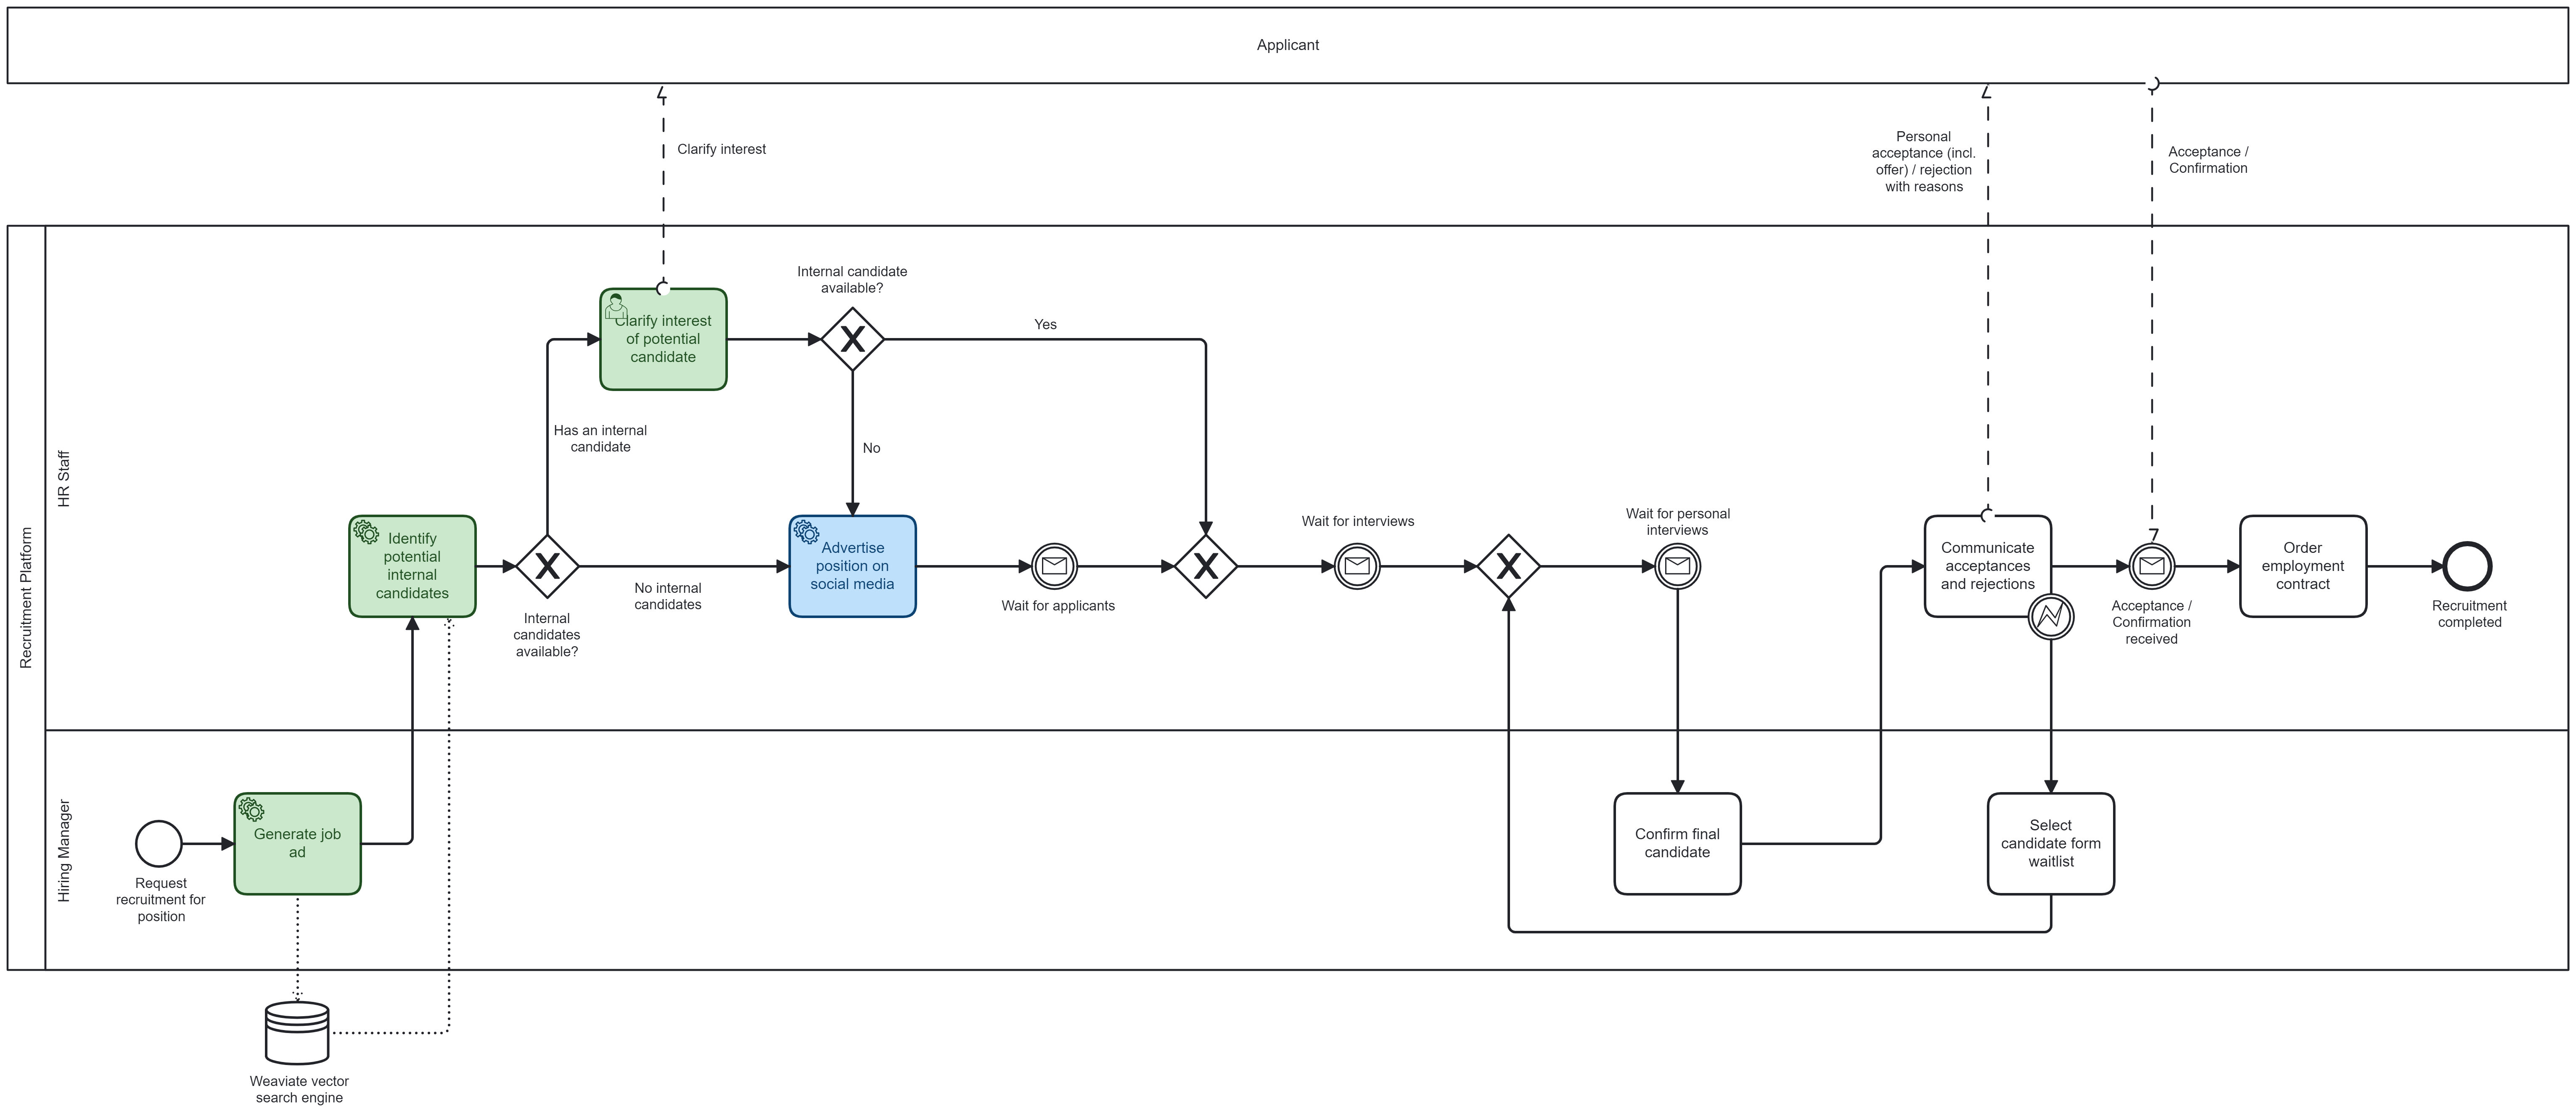 Applicant
Clarify interest
Personal
acceptance (incl.
offer) / rejection
with reasons
Acceptance /
Confirmation
Recruitment Platform
HR Staff
Internal candidate
available?
Clarify interest
of potential
candidate
Yes
Has an internal
candidate
No
Identify
potential
internal
candidates
Internal
candidates
available?
No internal
candidates
Advertise
position on
social media
Wait for applicants
Wait for interviews
Wait for personal
interviews
Communicate
acceptances
and rejections
Acceptance /
Confirmation
received
Order
employment
contract
Recruitment
completed
Hiring Manager
Request
recruitment for
position
Generate job
ad
Confirm final
candidate
Select
candidate form
waitlist
Weaviate vector
search engine